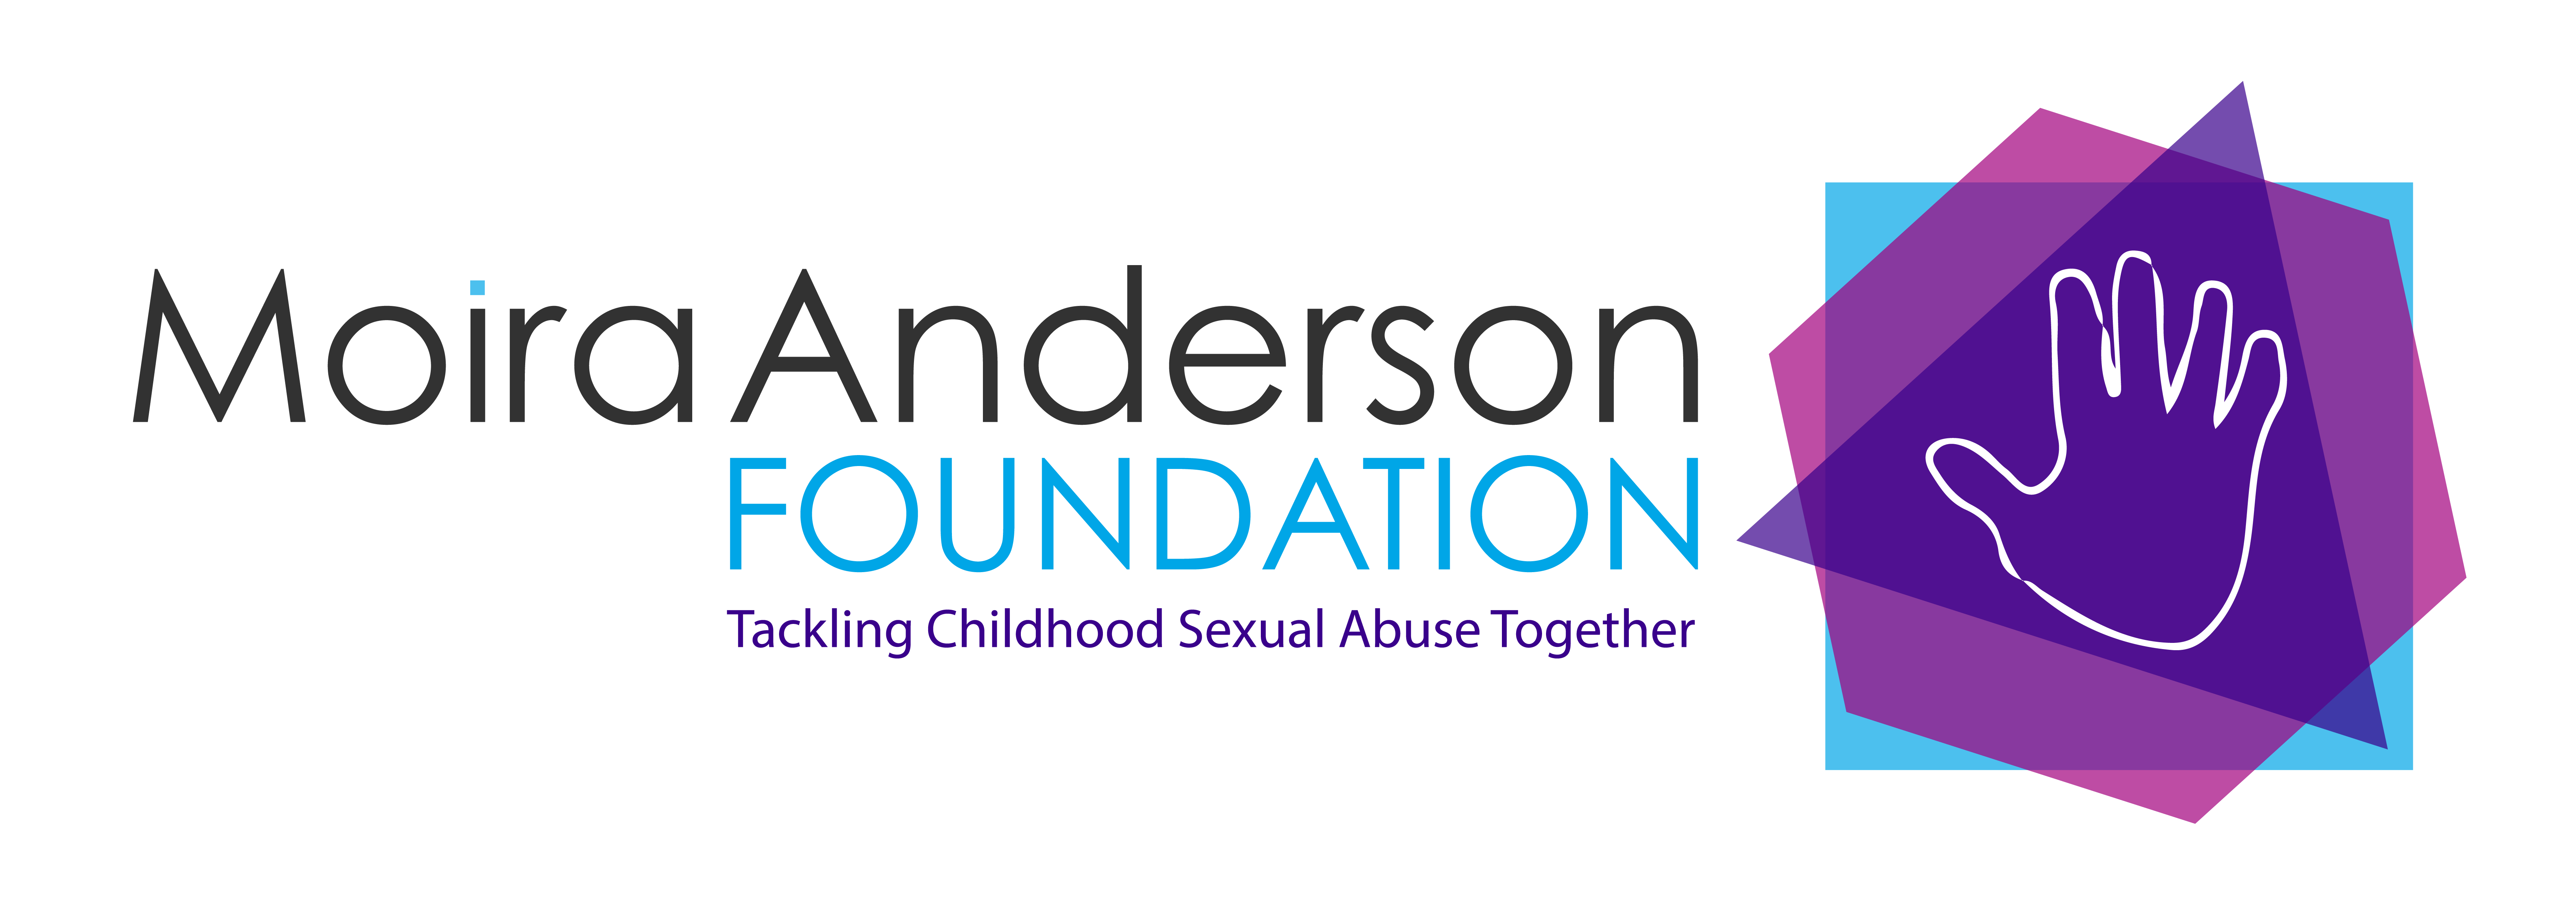 Moira Anderson
FOUNDATION
Tackling Childhood Sexual Abuse Together